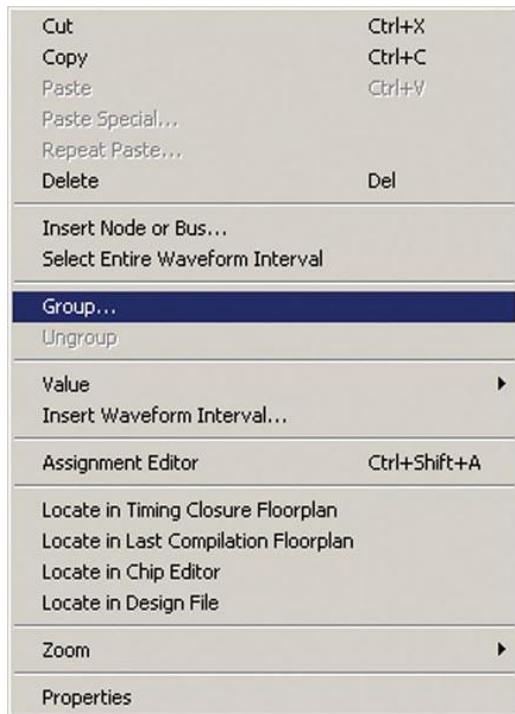 Cut Ctrl+X
Copy Ctrl+C
Paste Ctrl+V
Paste Special...
Repeat Paste...
Delete Del
Insert Node or Bus...
Select Entire Waveform Interval
Group...
Ungroup
Value
Insert Waveform Interval...
Assignment Editor Ctrl+Shift+A
Locate in Timing Closure Floorplan
Locate in Last Compilation Floorplan
Locate in Chip Editor
Locate in Design File
Zoom
Properties